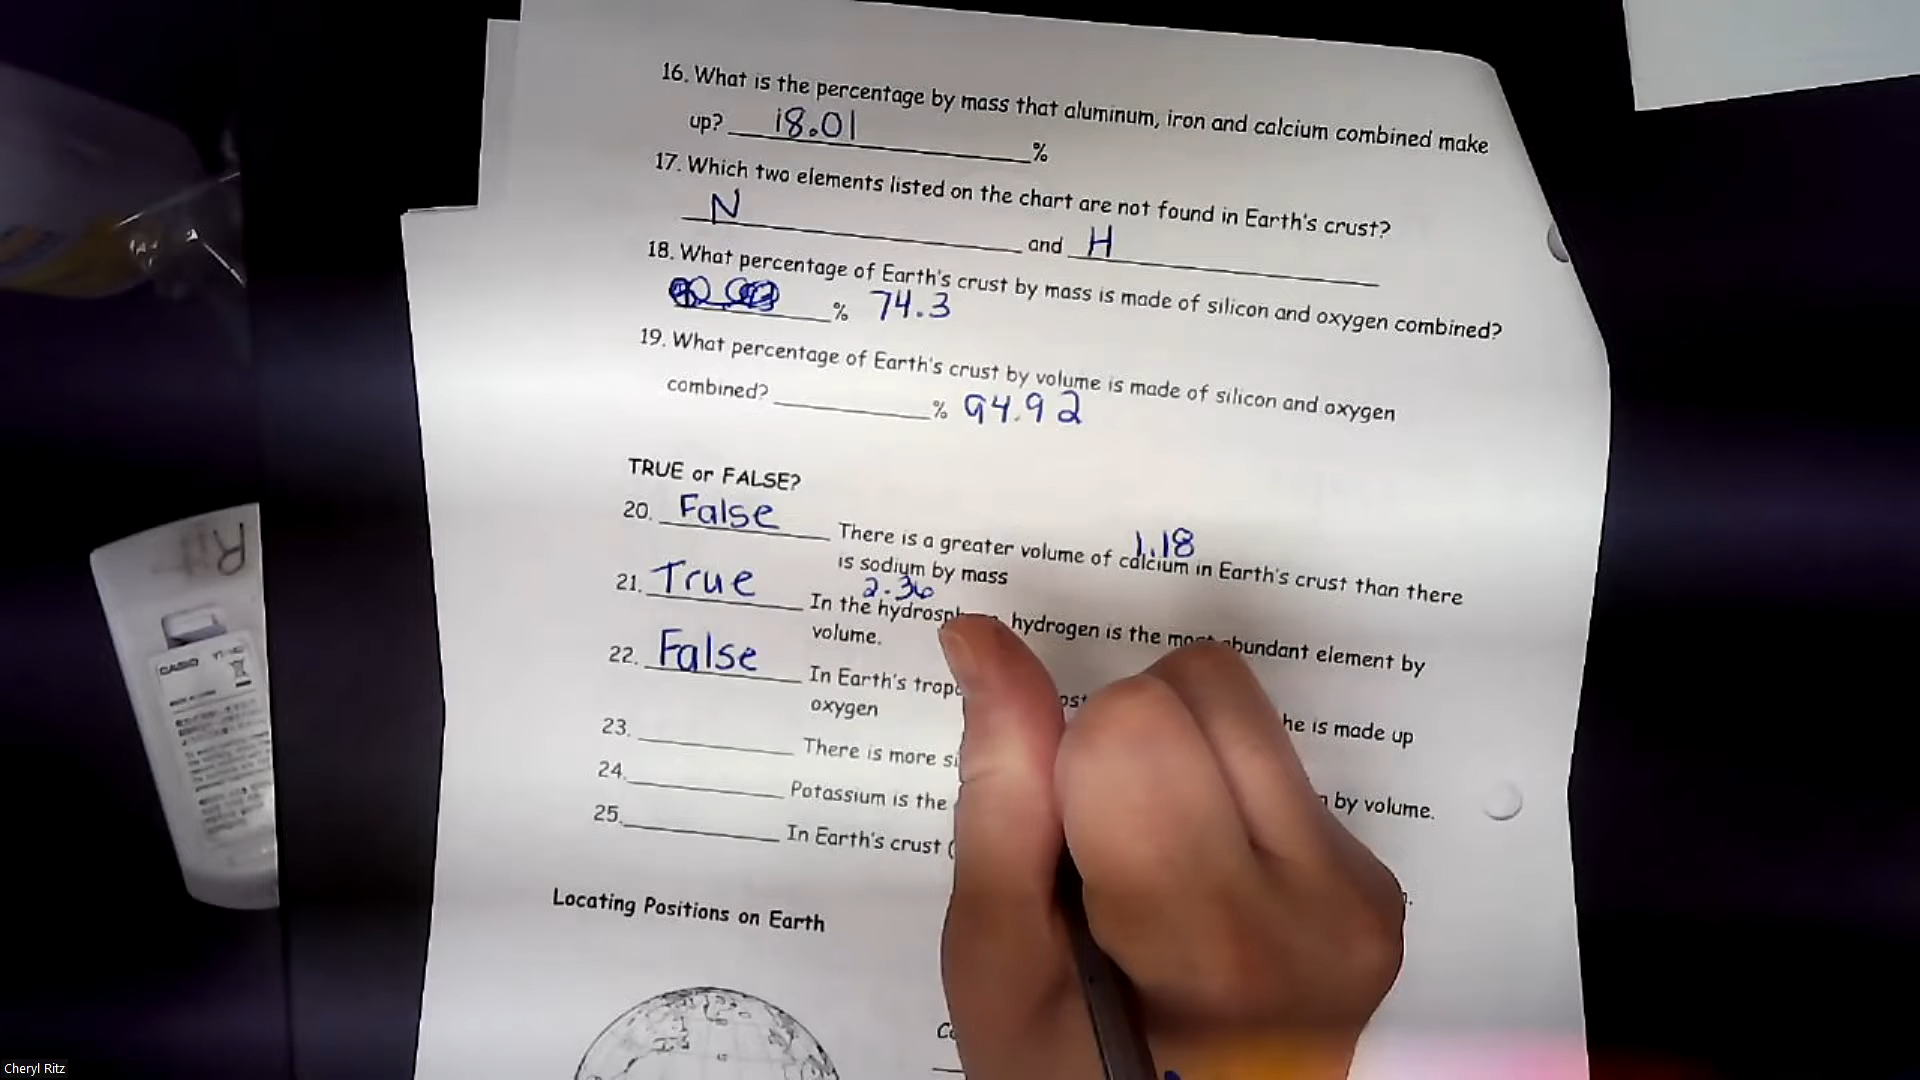 16. What is the percentage by mass that aluminum, iron and calcium combined make
up? 18.01 %
17. Which two elements listed on the chart are not found in Earth's crust?
N and H
18. What percentage of Earth's crust by mass is made of silicon and oxygen combined?
% 74.3
19. What percentage of Earth's crust by volume is made of silicon and oxygen
combined? % 94.92
TRUE or FALSE?
20. False There is a greater volume of calcium in Earth's crust than there
1.18
is sodium by mass
2.36
21. True In the hydrosphere, hydrogen is the most abundant element by
volume.
22. False In Earth's he is made up
oxygen
23. There is more by volume.
24. Potassium is the
25. In Earth's crust (
Locating Positions on Earth
CASIO
Cheryl Ritz